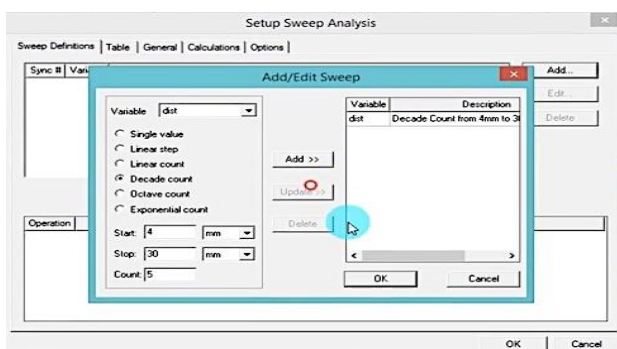 Setup Sweep Analysis
Sweep Definitions | Table | General | Calculations | Options |
Sync # Vari
Add...
Edit...
Delete
Add/Edit Sweep
Variable dist
Single value
Linear step
Linear count
Decade count
Octave count
Exponential count
Start: 4 mm
Stop: 30 mm
Count: 5
Add >>
Update >>
Delete
Variable Description
dist Decade Count from 4mm to 3
OK Cancel
Operation
OK Cancel